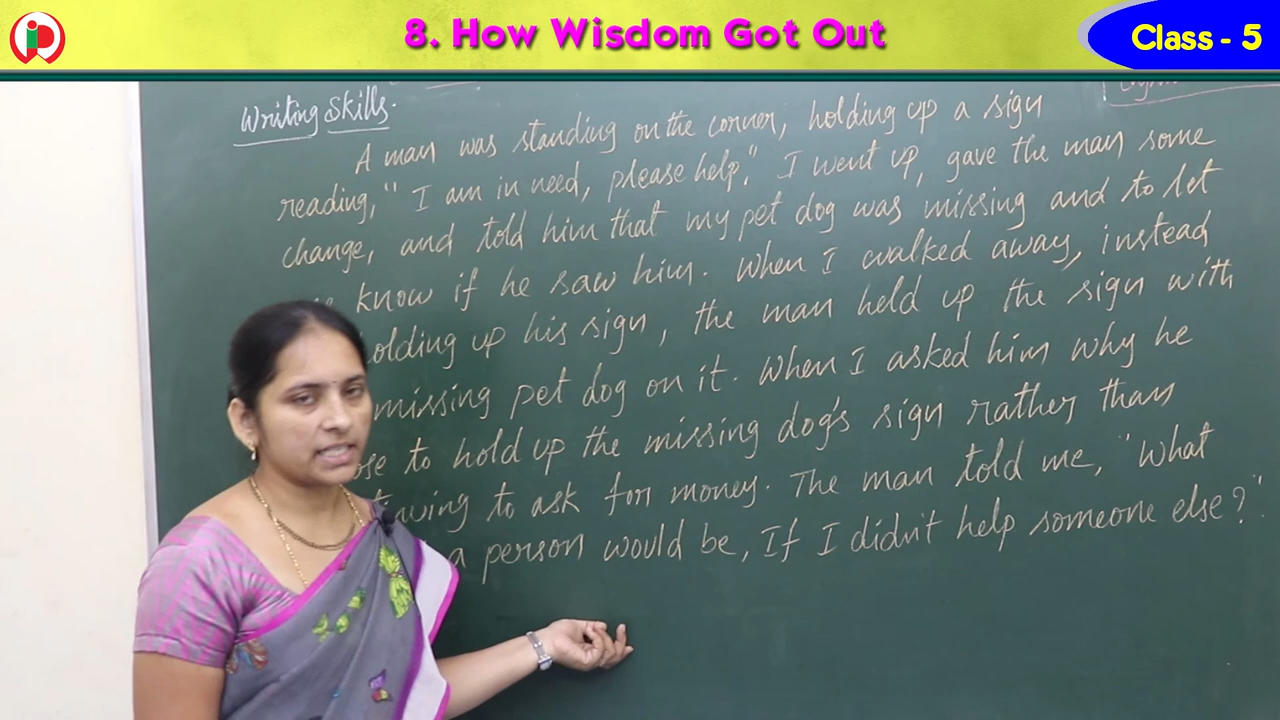 8. How Wisdom Got Out
Class - 5
Writing Skills.
A man was standing on the corner, holding up a sign
reading, "I am in need, please help." I went up, gave the man some
change, and told him that my pet dog was missing and to let
know if he saw him. When I walked away, instead
olding up his sign, the man held up the sign with
missing pet dog on it. When I asked him why he
ose to hold up the missing dog's sign rather than
to ask for money. The man told me, "What
a person would be, If I didn't help someone else?"